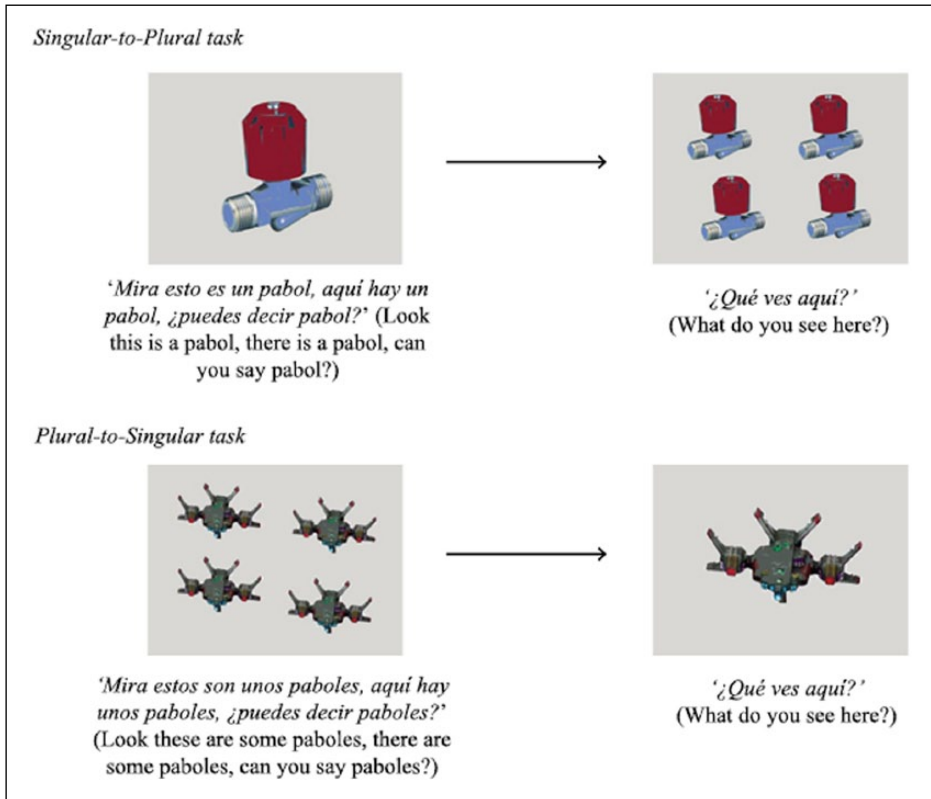 Singular-to-Plural task
‘Mira esto es un pabol, aquí hay un
pabol, ¿puedes decir pabol?’ (Look
this is a pabol, there is a pabol, can
you say pabol?)
‘¿Qué ves aquí?’
(What do you see here?)
Plural-to-Singular task
‘Mira estos son unos paboles, aquí hay
unos paboles, ¿puedes decir paboles?’
(Look these are some paboles, there are
some paboles, can you say paboles?)
‘¿Qué ves aquí?’
(What do you see here?)